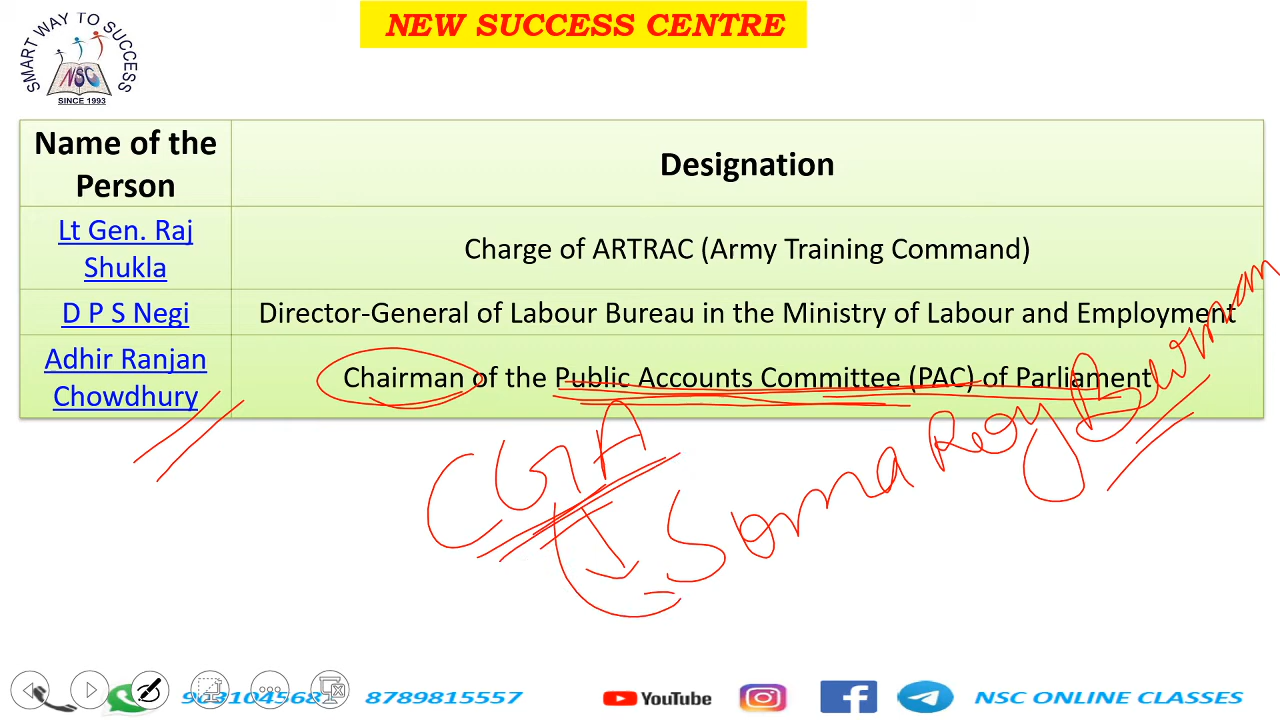 NEW SUCCESS CENTRE
SMART WAY TO SUCCESS
NSC
SINCE 1993
Name of the Person
Designation
Lt Gen. Raj Shukla
Charge of ARTRAC (Army Training Command)
D P S Negi
Director-General of Labour Bureau in the Ministry of Labour and Employment
Adhir Ranjan Chowdhury
Chairman of the Public Accounts Committee (PAC) of Parliament
CGA
Soma Roy Burman
8789815557
YouTube
NSC ONLINE CLASSES